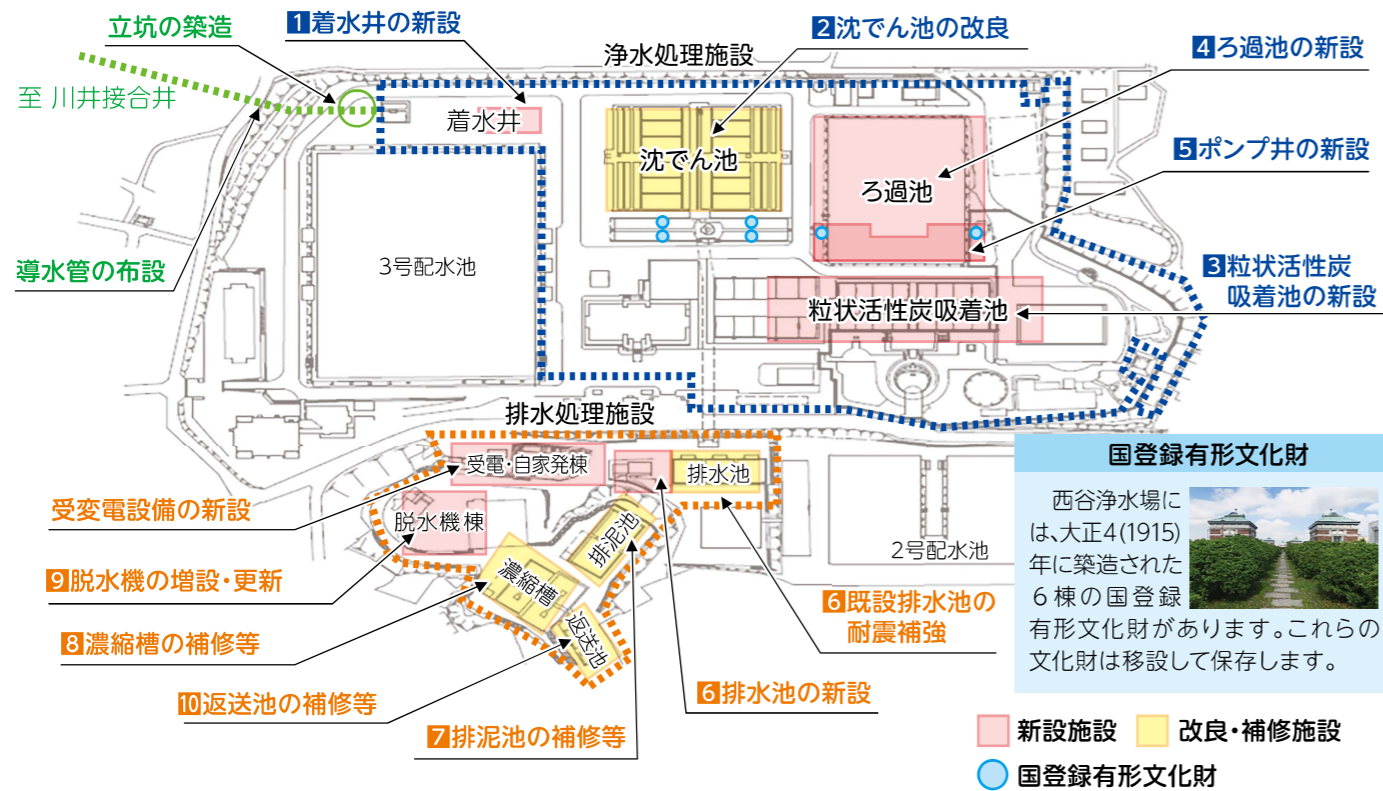 立坑の築造
1着水井の新設
2沈でん池の改良
浄水処理施設
4ろ過池の新設
至 川井接合井
着水井
沈でん池
5ポンプ井の新設
ろ過池
導水管の布設
3号配水池
3粒状活性炭
吸着池の新設
粒状活性炭吸着池
排水処理施設
受電・自家発棟
排水池
受変電設備の新設
脱水機棟
排泥池
2号配水池
9脱水機の増設・更新
濃縮槽
返送池
6既設排水池の
耐震補強
8濃縮槽の補修等
10返送池の補修等
6排水池の新設
7排泥池の補修等
国登録有形文化財
西谷浄水場に
は、大正4(1915)
年に築造された
6棟の国登録
有形文化財があります。これらの
文化財は移設して保存します。
新設施設
改良・補修施設
国登録有形文化財